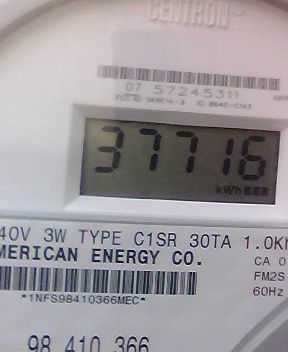 CENTRON®
07 57245311
37716
kWh
40V 3W TYPE C1SR 30TA 1.0Kh
MERICAN ENERGY CO.
CA 0
FM2S
60Hz
*1NFS98410366MEC*
98 410 366